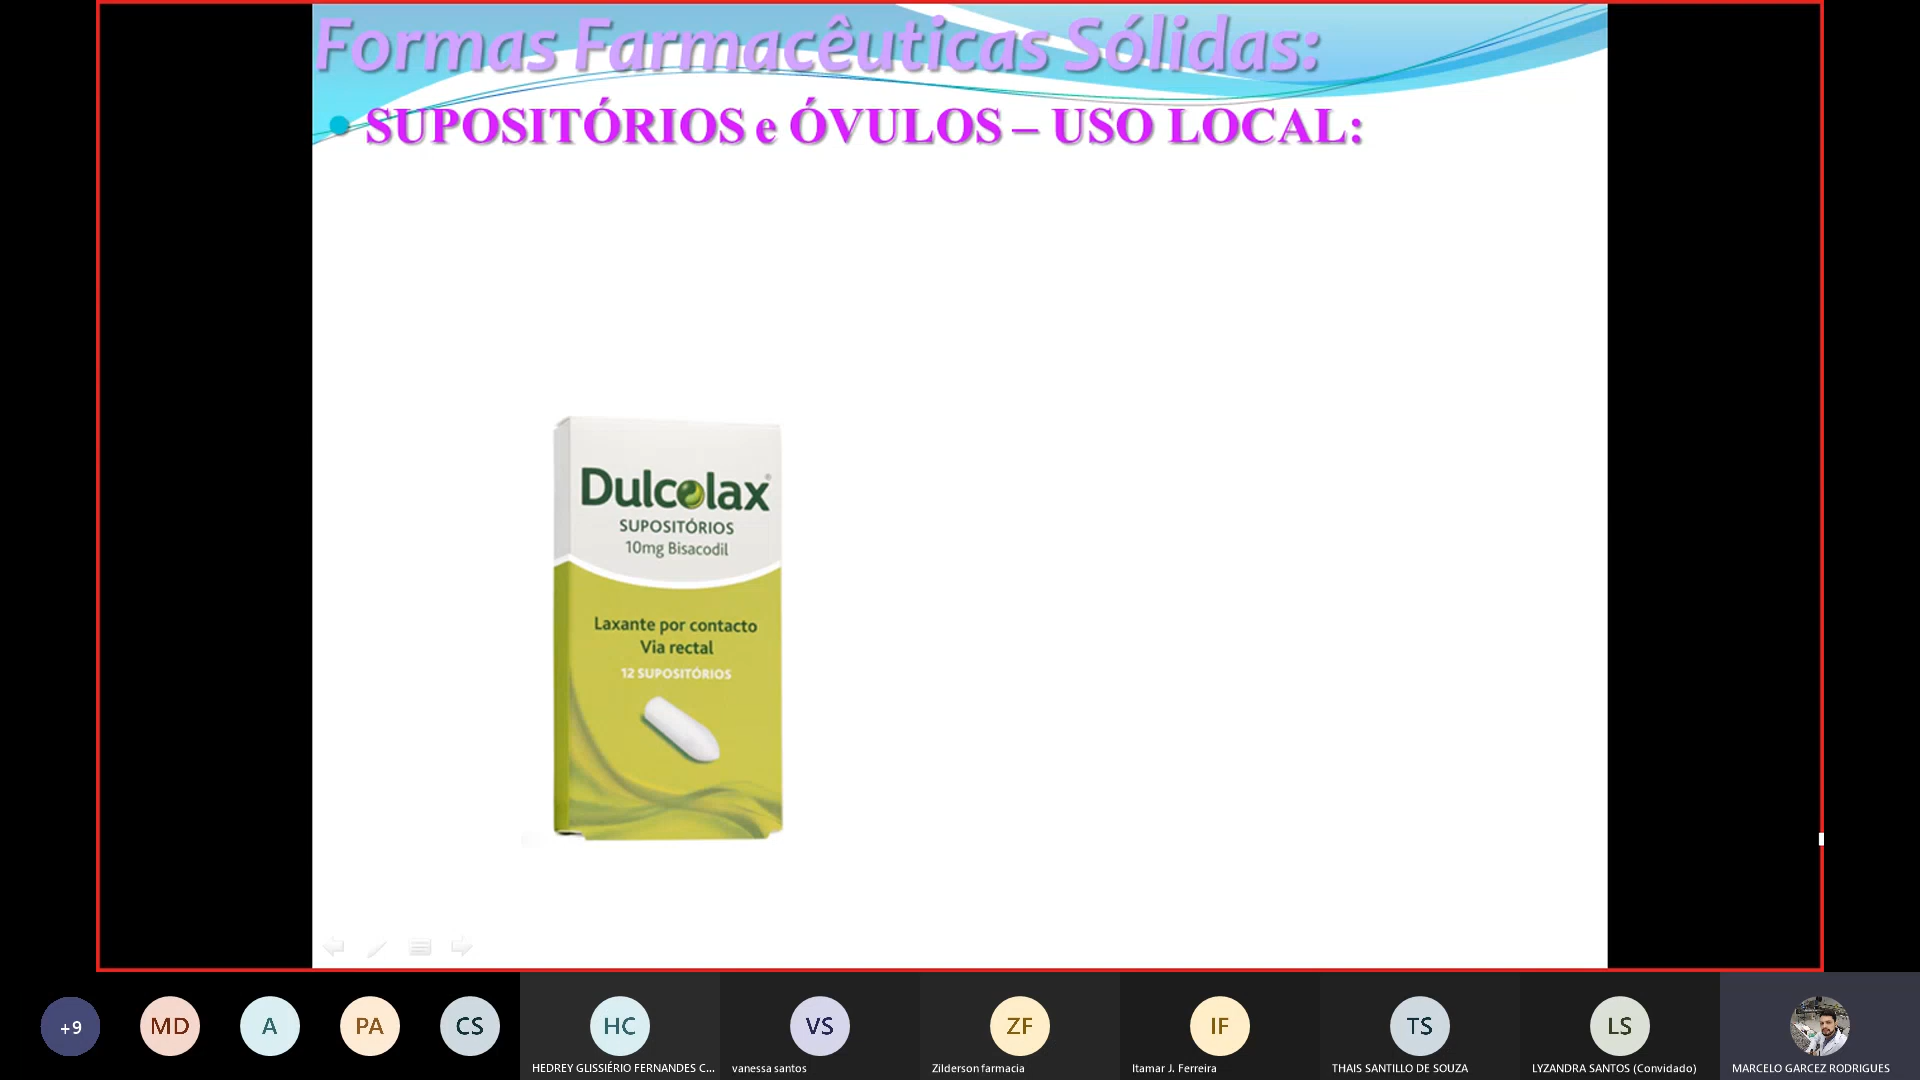 Formas Farmacêuticas Sólidas:
• SUPOSITÓRIOS e ÓVULOS – USO LOCAL:
Dulcolax®
SUPOSITÓRIOS
10mg Bisacodil
Laxante por contacto
Via rectal
12 SUPOSITÓRIOS
+9
MD
A
PA
CS
HC
VS
ZF
IF
TS
LS
HEDREY GLISSIÉRIO FERNANDES C...
vanessa santos
Zilderson farmacia
Itamar J. Ferreira
THAIS SANTILLO DE SOUZA
LYZANDRA SANTOS (Convidado)
MARCELO GARCEZ RODRIGUES